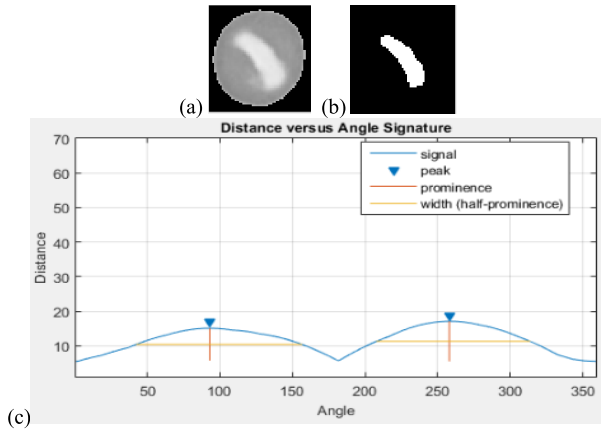 (a)
(b)
Distance versus Angle Signature
70
60
50
40
30
20
10
Distance
signal
peak
prominence
width (half-prominence)
50
100
150
200
250
300
350
Angle
(c)